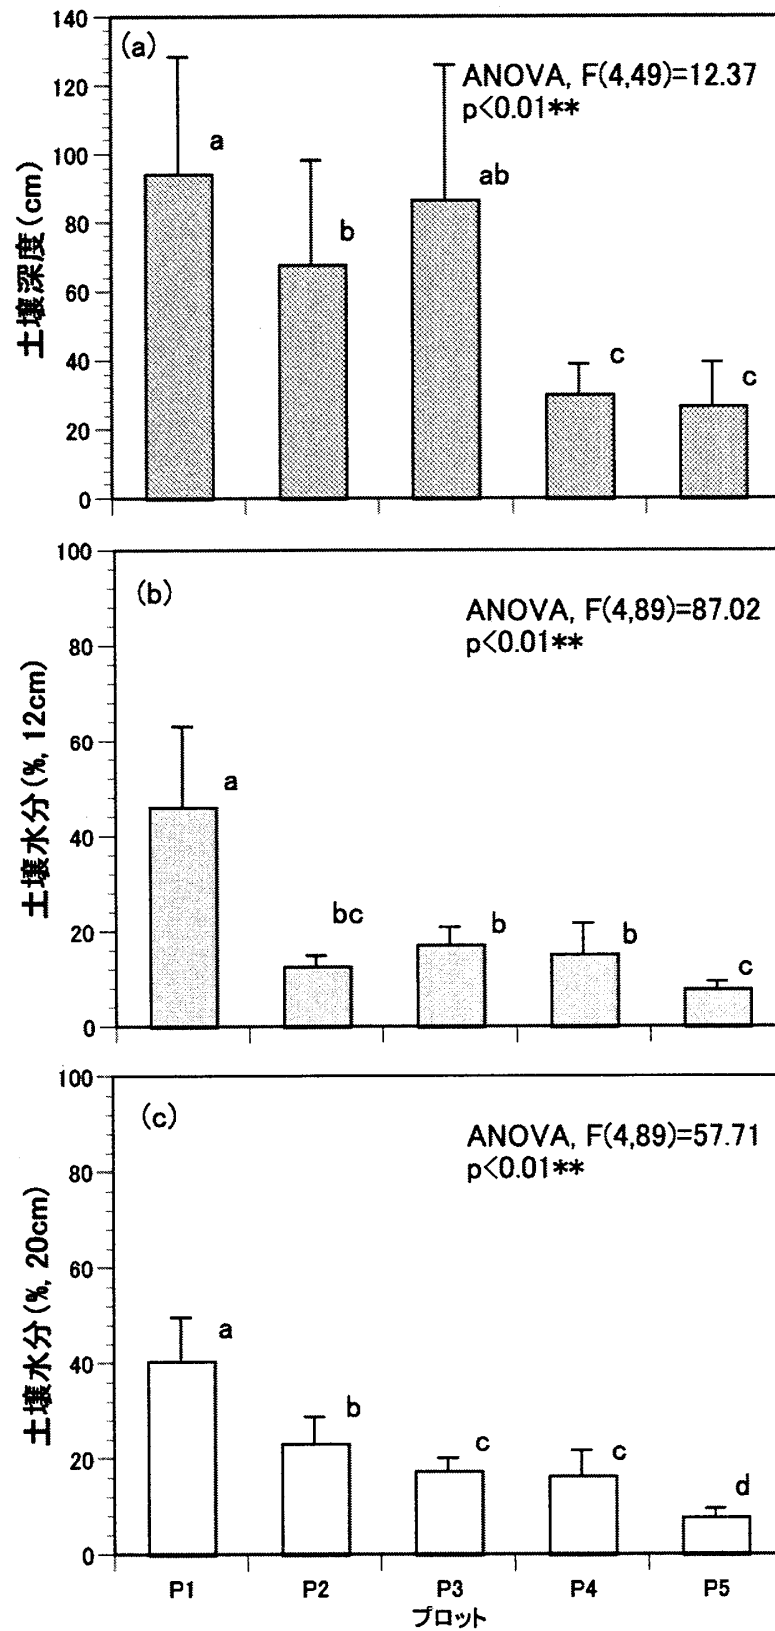 (a)
ANOVA, F(4,49)=12.37
p<0.01**
土壌深度(cm)
140
120
100
80
60
40
20
0
a
b
ab
c
c
(b)
ANOVA, F(4,89)=87.02
p<0.01**
土壌水分(%, 12cm)
100
80
60
40
20
0
a
bc
b
b
c
(c)
ANOVA, F(4,89)=57.71
p<0.01**
土壌水分(%, 20cm)
100
80
60
40
20
0
a
b
c
c
d
P1 P2 P3 P4 P5
プロット